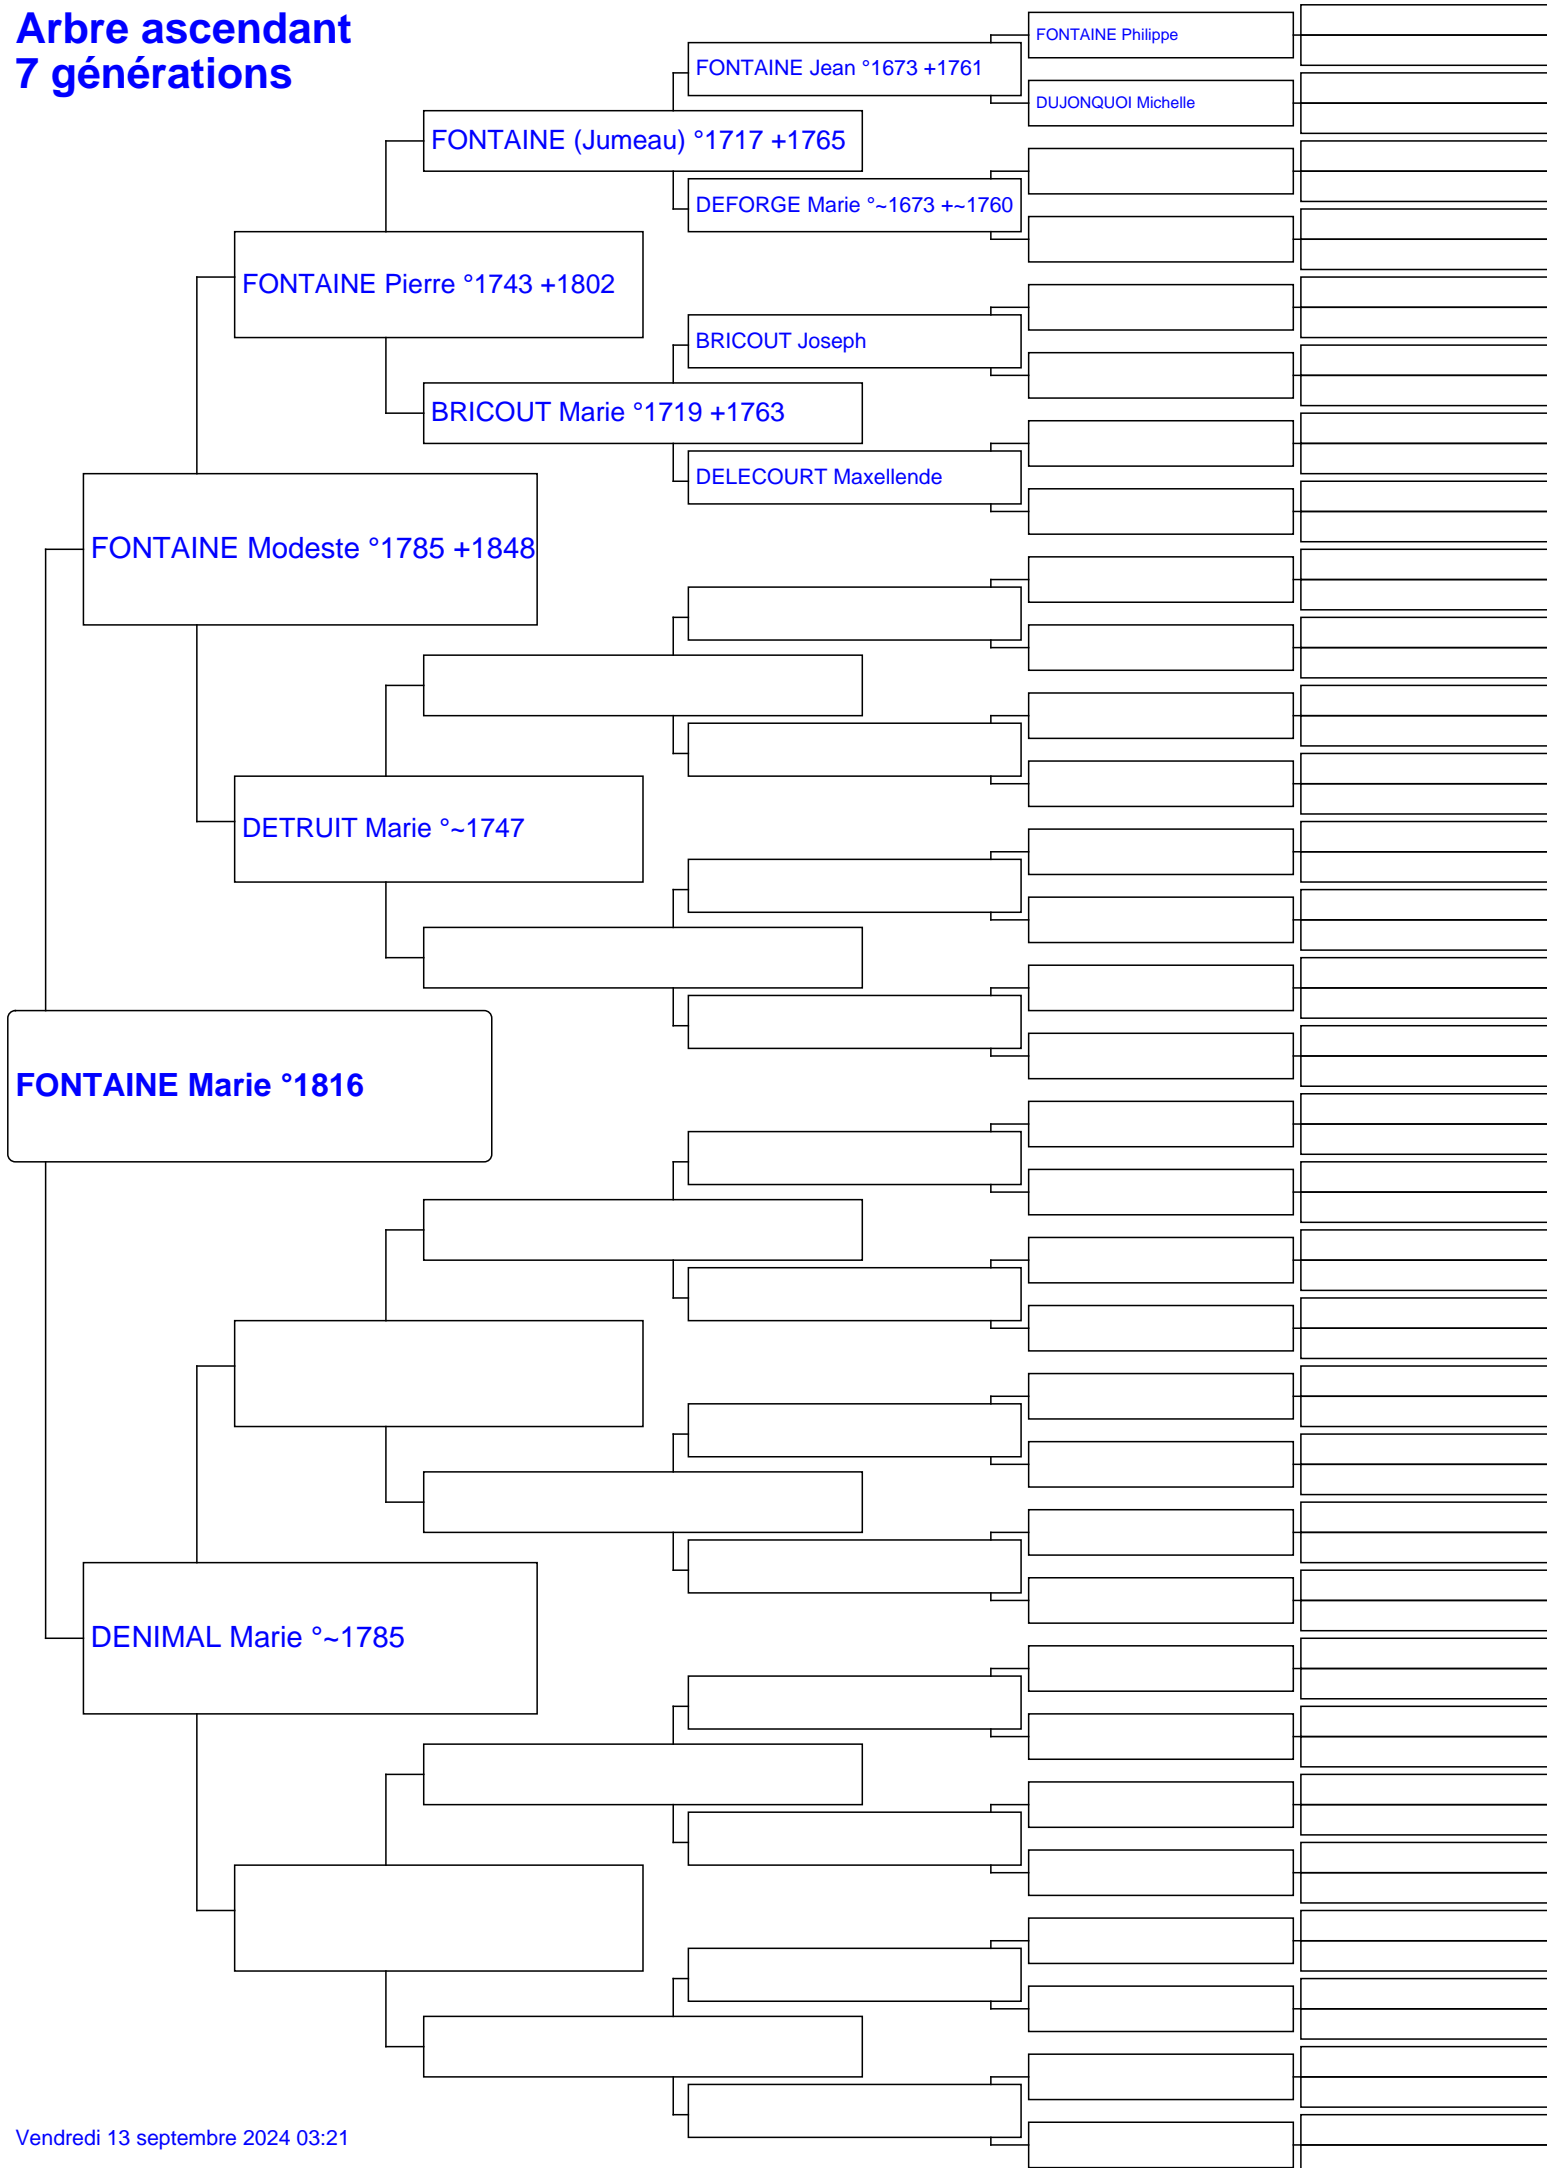 Arbre ascendant
7 générations
FONTAINE Philippe
FONTAINE Jean °1673 +1761
DUJONQUOI Michelle
FONTAINE (Jumeau) °1717 +1765
DEFORGE Marie °~1673 +~1760
FONTAINE Pierre °1743 +1802
BRICOUT Joseph
BRICOUT Marie °1719 +1763
DELECOURT Maxellende
FONTAINE Modeste °1785 +1848
DETRUIT Marie °~1747
FONTAINE Marie °1816
DENIMAL Marie °~1785
Vendredi 13 septembre 2024 03:21